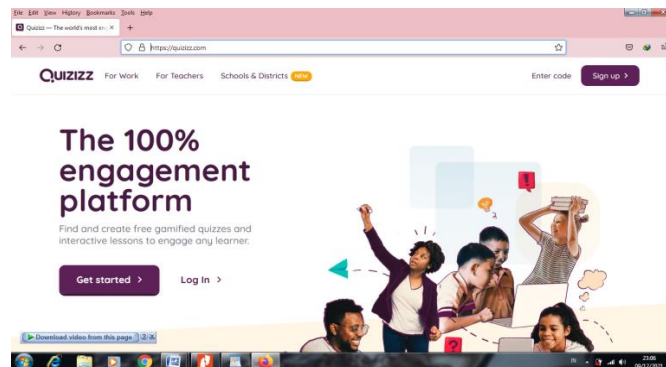 File Edit View History Bookmarks Tools Help
Quizizz — The world's most eng
https://quizizz.com
QUIZIZZ For Work For Teachers Schools & Districts NEW Enter code Sign up >
The 100%
engagement
platform
Find and create free gamified quizzes and
interactive lessons to engage any learner.
Get started > Log In >
Download video from this page ? X
IN 23:06